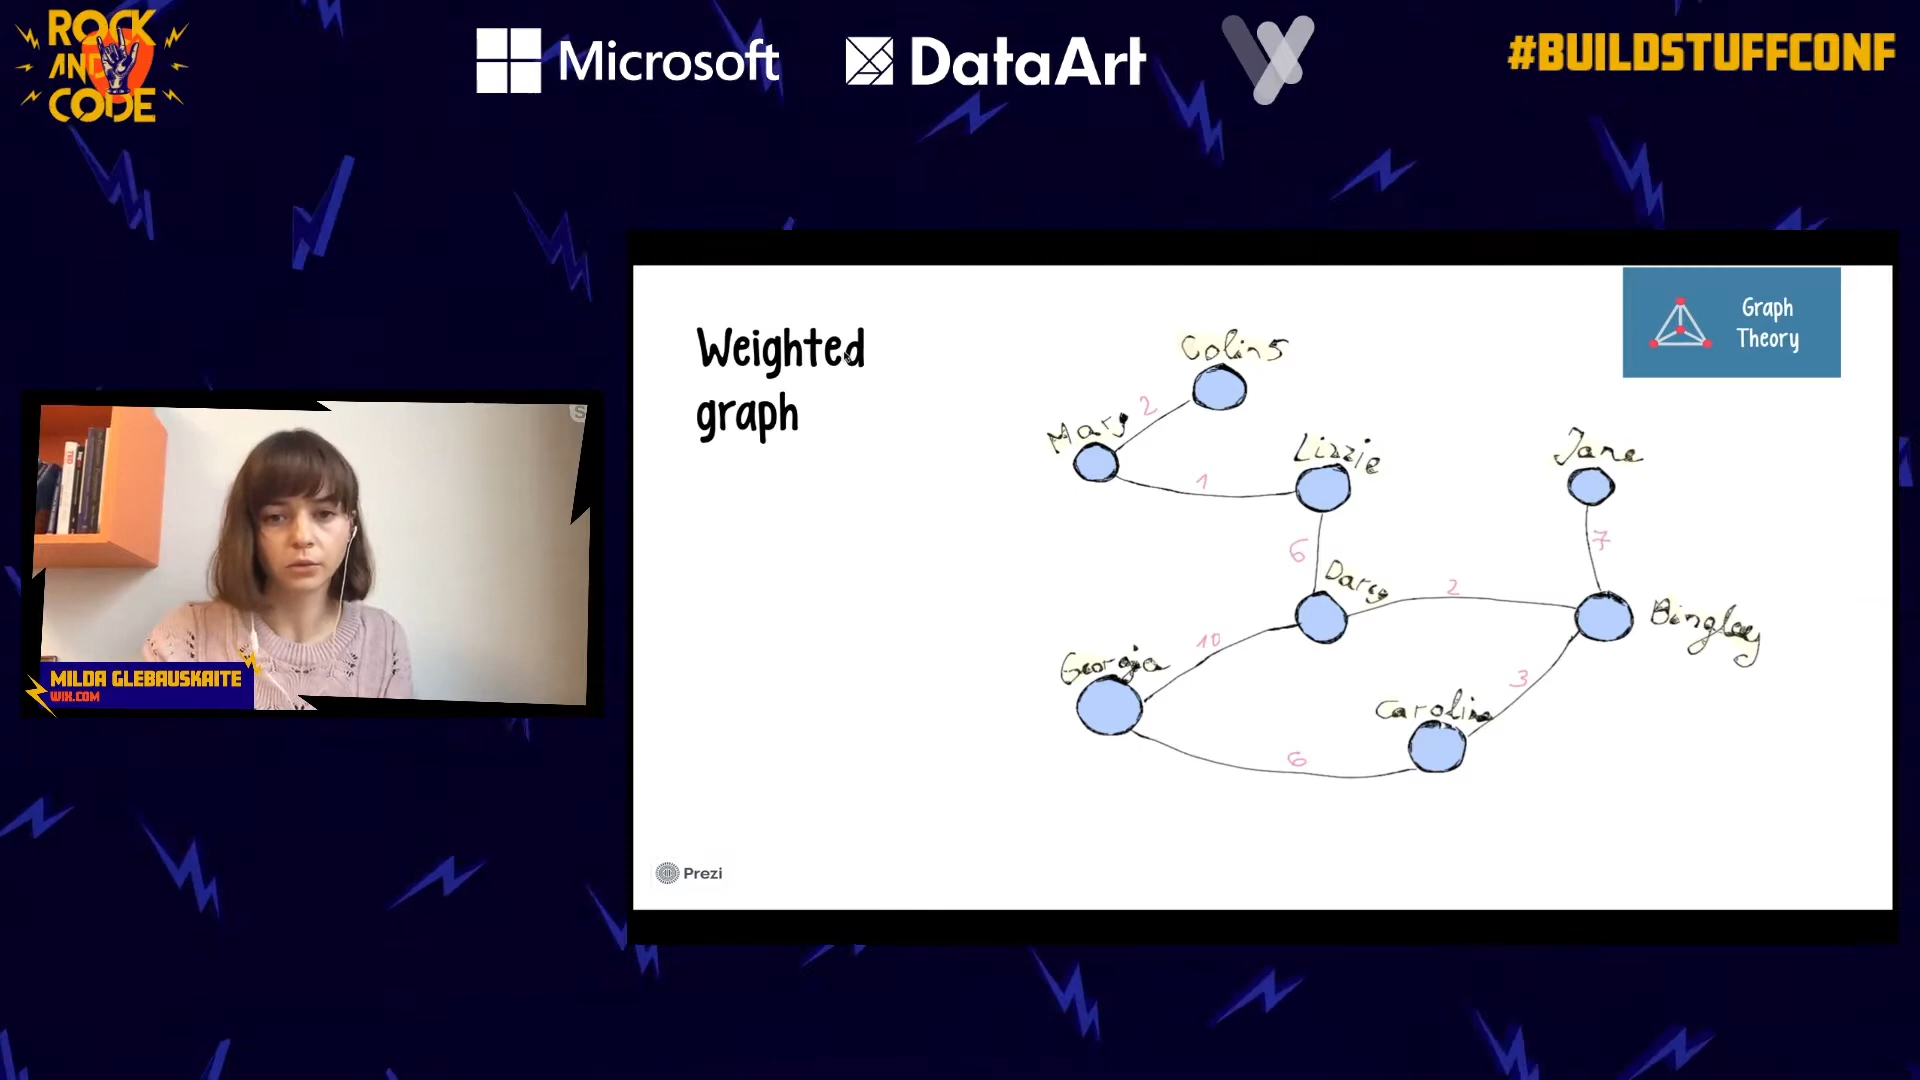 ROCK
AND
CODE
Microsoft
DataArt
#BUILDSTUFFCONF
Graph
Theory
Weighted
graph
Colins
2
Mary
Lizzie
Jane
1
6
7
Darcy
2
Bingley
10
Georgia
3
Caroline
6
TED
MILDA GLEBAUSKAITE
WIX.COM
Prezi